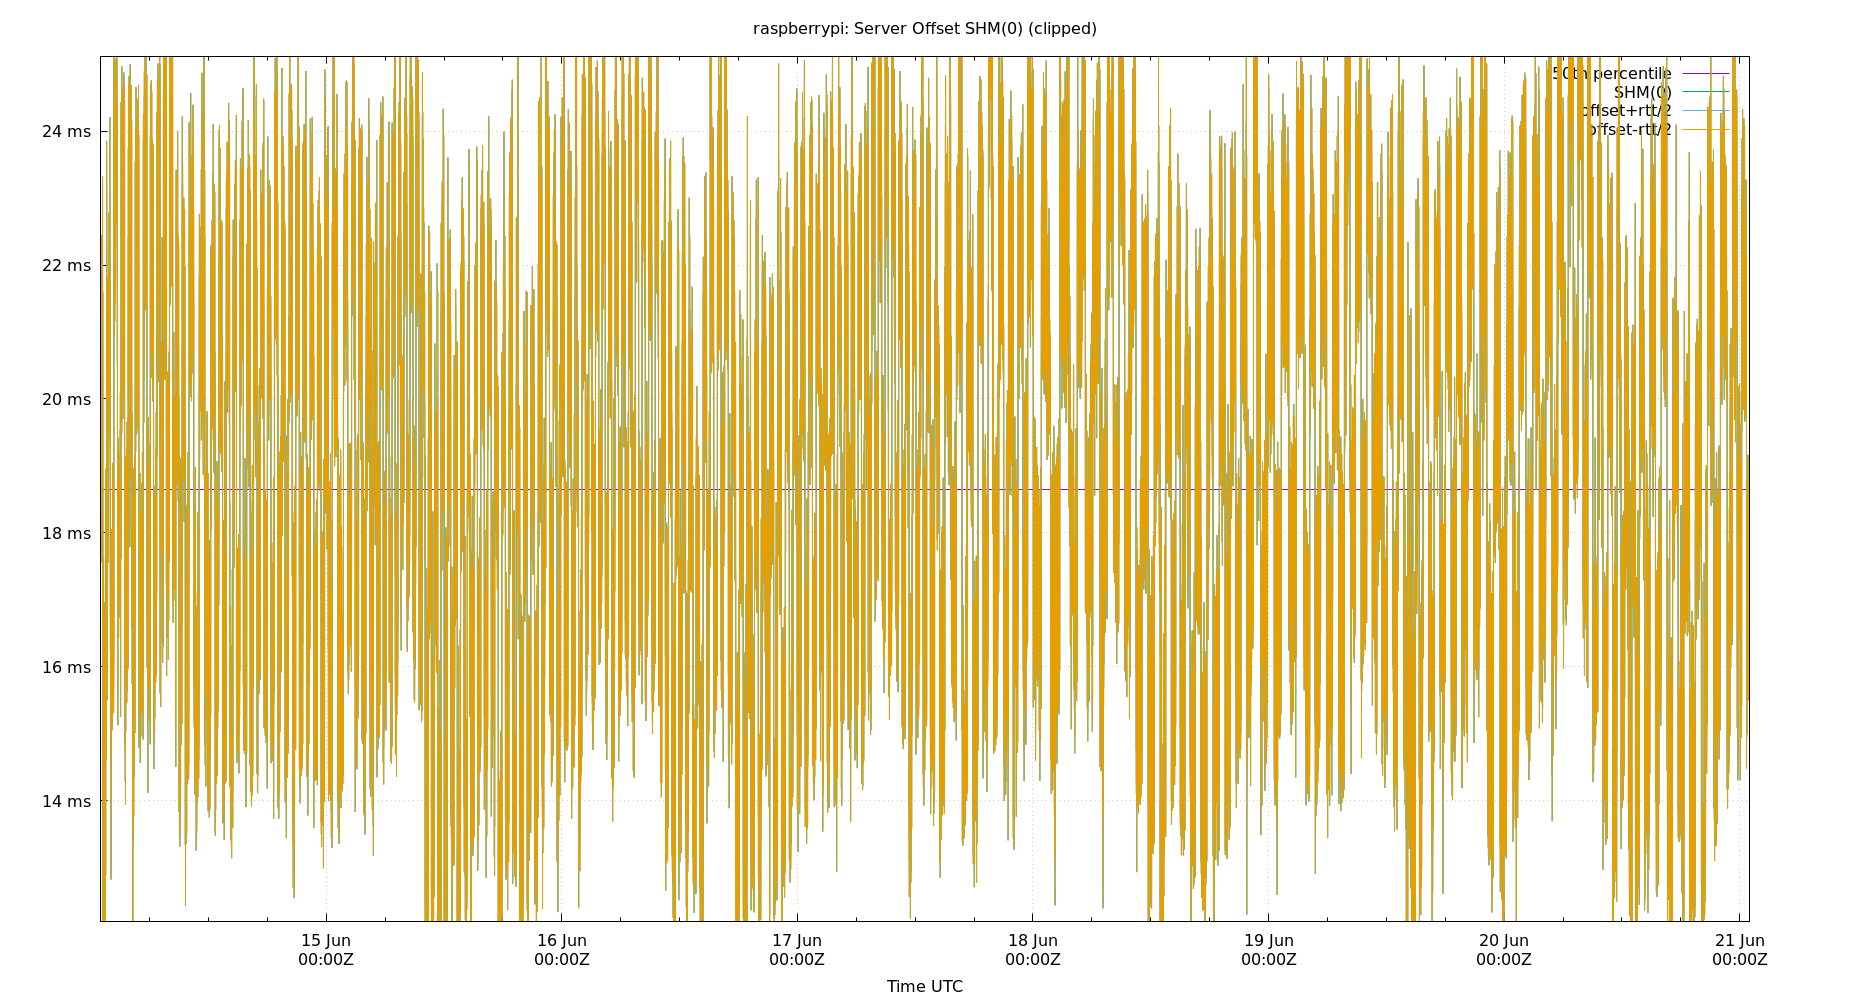 raspberrypi: Server Offset SHM(0) (clipped)
50th percentile
SHM(0)
offset+rtt/2
offset-rtt/2
24 ms
22 ms
20 ms
18 ms
16 ms
14 ms
15 Jun
00:00Z
16 Jun
00:00Z
17 Jun
00:00Z
18 Jun
00:00Z
19 Jun
00:00Z
20 Jun
00:00Z
21 Jun
00:00Z
Time UTC